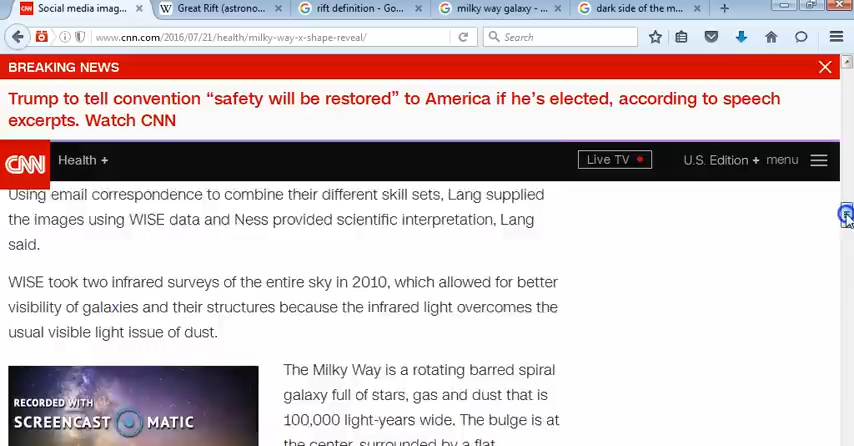 Social media imag...
Great Rift (astrono...
rift definition - Go...
milky way galaxy - ...
dark side of the m...
www.cnn.com/2016/07/21/health/milky-way-x-shape-reveal/
Search
BREAKING NEWS
Trump to tell convention “safety will be restored” to America if he's elected, according to speech
excerpts. Watch CNN
CNN
Health +
Live TV
U.S. Edition +
menu
Using email correspondence to combine their different skill sets, Lang supplied
the images using WISE data and Ness provided scientific interpretation, Lang
said.
WISE took two infrared surveys of the entire sky in 2010, which allowed for better
visibility of galaxies and their structures because the infrared light overcomes the
usual visible light issue of dust.
The Milky Way is a rotating barred spiral
galaxy full of stars, gas and dust that is
100,000 light-years wide. The bulge is at
the center, surrounded by a flat
RECORDED WITH
SCREENCAST MATIC